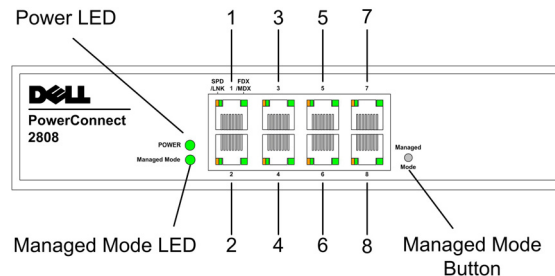 Power LED
1 3 5 7
SPD FDX
/LNK 1 /MDX 3 5 7
DELL
PowerConnect
2808
POWER
Managed Mode
Managed
Mode
2 4 6 8
Managed Mode LED
2 4 6 8
Managed Mode
Button